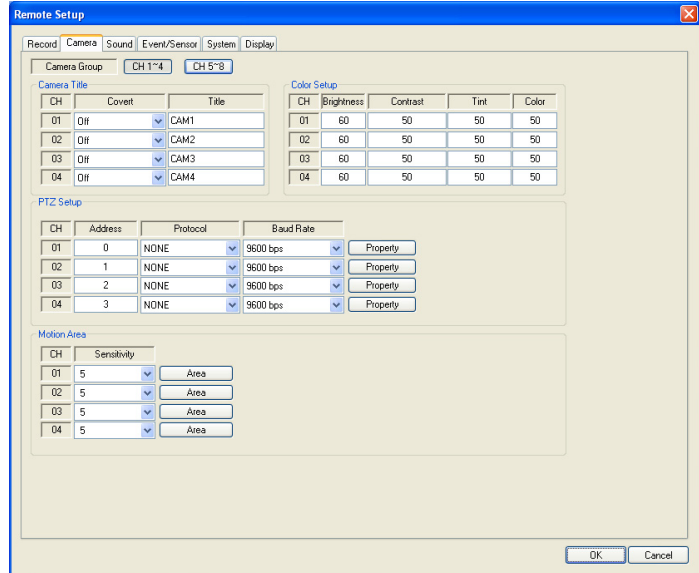 Remote Setup
Record Camera Sound Event/Sensor System Display
Camera Group CH 1~4 CH 5~8
Camera Title
CH Covert Title
01 Off CAM1
02 Off CAM2
03 Off CAM3
04 Off CAM4
Color Setup
CH Brightness Contrast Tint Color
01 60 50 50 50
02 60 50 50 50
03 60 50 50 50
04 60 50 50 50
PTZ Setup
CH Address Protocol Baud Rate
01 0 NONE 9600 bps Property
02 1 NONE 9600 bps Property
03 2 NONE 9600 bps Property
04 3 NONE 9600 bps Property
Motion Area
CH Sensitivity
01 5 Area
02 5 Area
03 5 Area
04 5 Area
OK Cancel